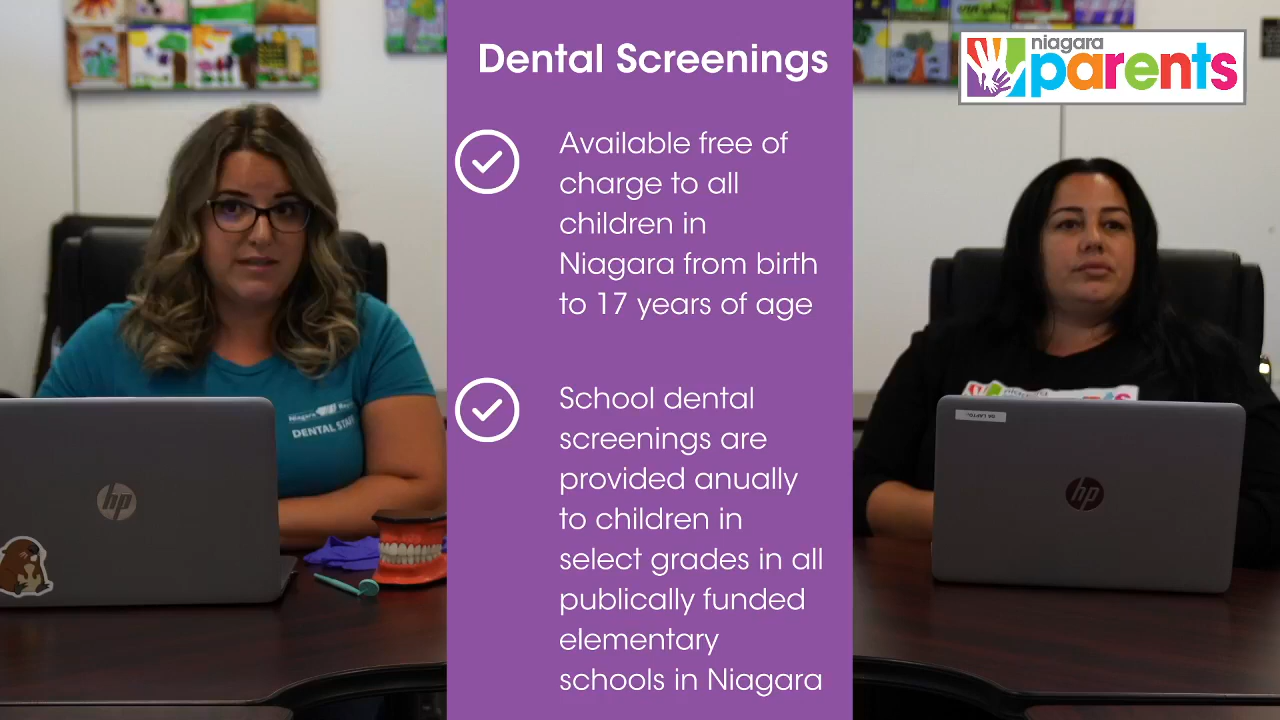 Dental Screenings
Available free of
charge to all
children in
Niagara from birth
to 17 years of age
School dental
screenings are
provided anually
to children in
select grades in all
publically funded
elementary
schools in Niagara
niagara
parents
Niagara
DENTAL STAFF
hp
hp